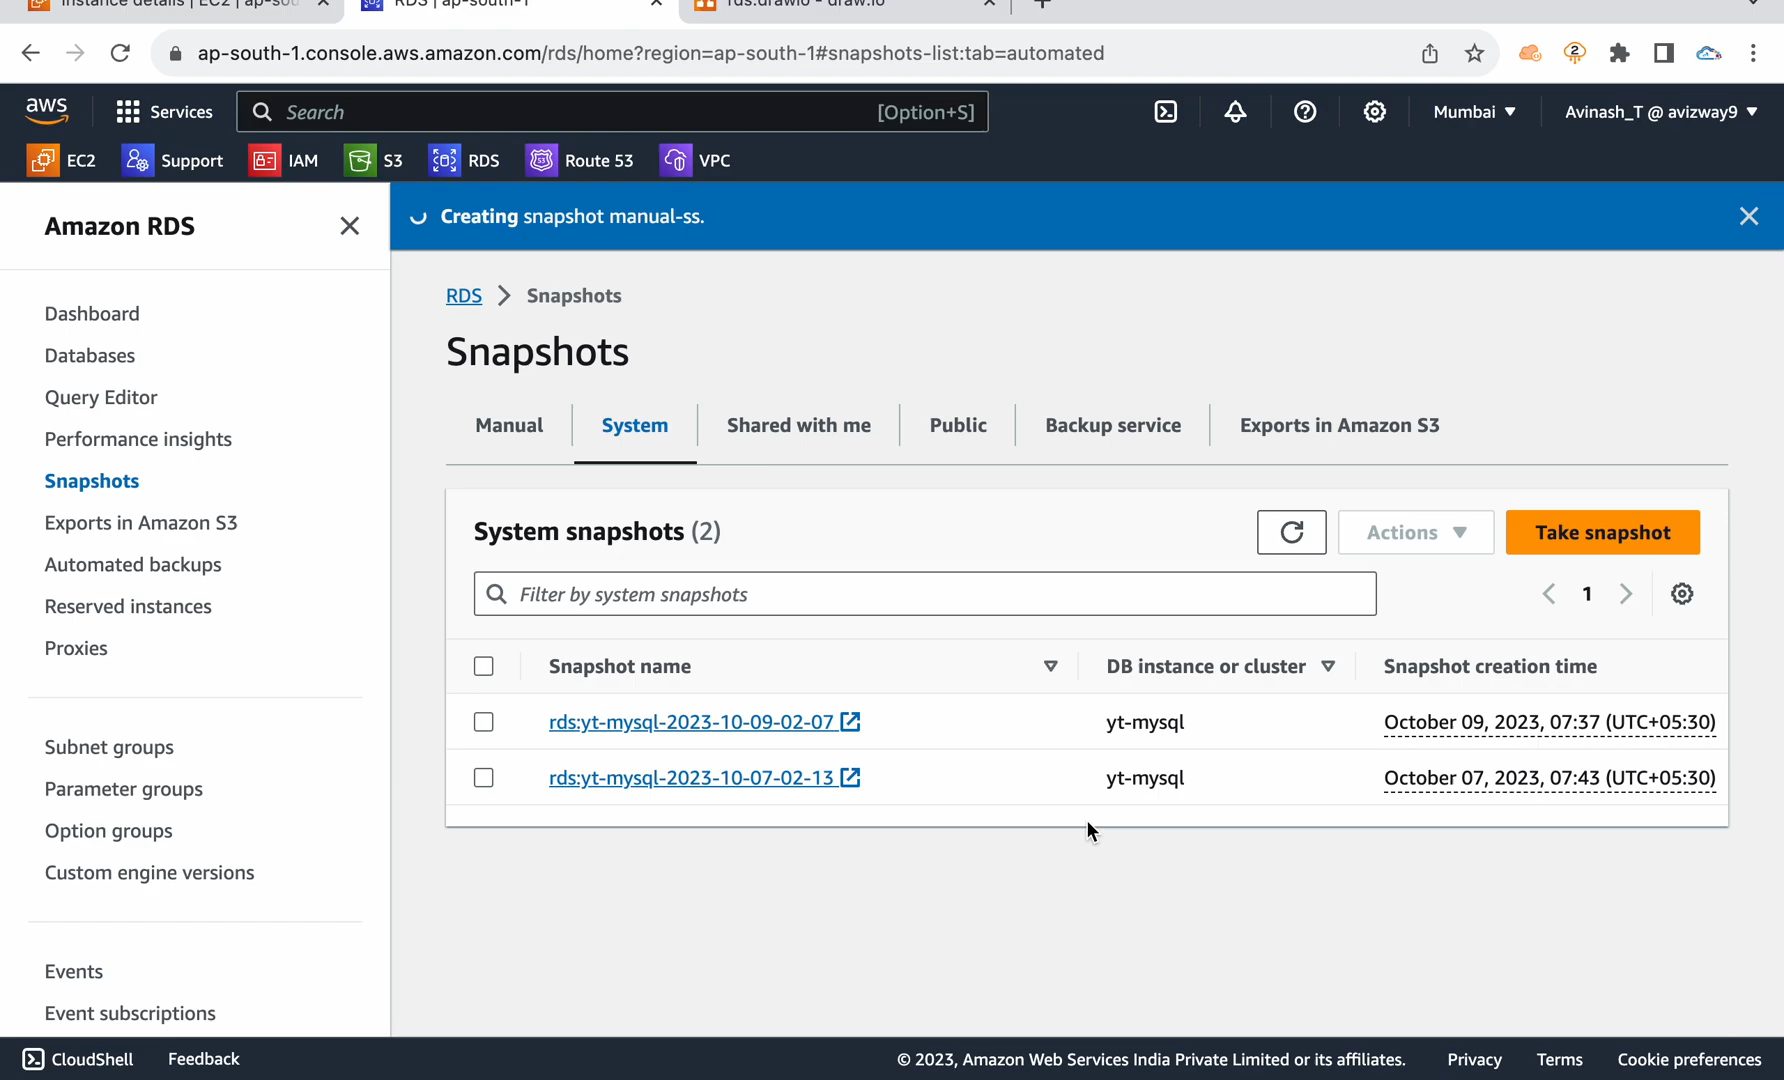 Instance details | EC2 | ap-sou
RDS | ap-south-1
rds.drawio - draw.io
ap-south-1.console.aws.amazon.com/rds/home?region=ap-south-1#snapshots-list:tab=automated
2
aws
Services
Search
[Option+S]
Mumbai
Avinash_T @ avizway9
EC2
Support
IAM
S3
RDS
Route 53
VPC
Amazon RDS
Creating snapshot manual-ss.
Dashboard
Databases
Query Editor
Performance insights
Snapshots
Exports in Amazon S3
Automated backups
Reserved instances
Proxies
Subnet groups
Parameter groups
Option groups
Custom engine versions
Events
Event subscriptions
RDS > Snapshots
Snapshots
Manual
System
Shared with me
Public
Backup service
Exports in Amazon S3
System snapshots (2)
Actions
Take snapshot
Filter by system snapshots
1
Snapshot name
DB instance or cluster
Snapshot creation time
rds:yt-mysql-2023-10-09-02-07
yt-mysql
October 09, 2023, 07:37 (UTC+05:30)
rds:yt-mysql-2023-10-07-02-13
yt-mysql
October 07, 2023, 07:43 (UTC+05:30)
CloudShell
Feedback
© 2023, Amazon Web Services India Private Limited or its affiliates.
Privacy
Terms
Cookie preferences